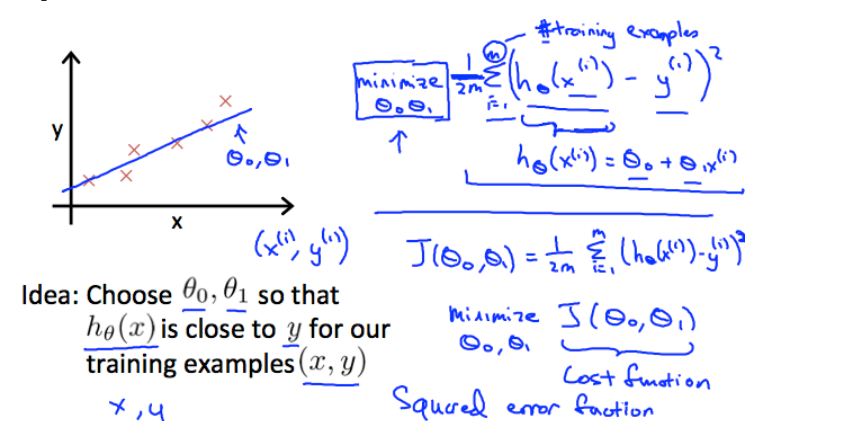 #training examples
minimize
θ₀, θ₁
1/2m Σ i=1 m (hθ(x⁽ⁱ⁾) - y⁽ⁱ⁾)²
y
θ₀, θ₁
hθ(x⁽ⁱ⁾) = θ₀ + θ₁x⁽ⁱ⁾
x
(x⁽ⁱ⁾, y⁽ⁱ⁾)
J(θ₀, θ₁) = 1/2m Σ i=1 m (hθ(x⁽ⁱ⁾) - y⁽ⁱ⁾)²
Idea: Choose θ₀, θ₁ so that
hθ(x) is close to y for our
training examples (x, y)
x, y
minimize J(θ₀, θ₁)
θ₀, θ₁
Cost function
Squared error faction